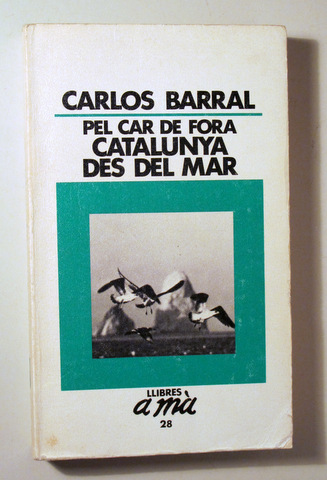 CARLOS BARRAL
PEL CAR DE FORA
CATALUNYA
DES DEL MAR
LLIBRES
a mà
28